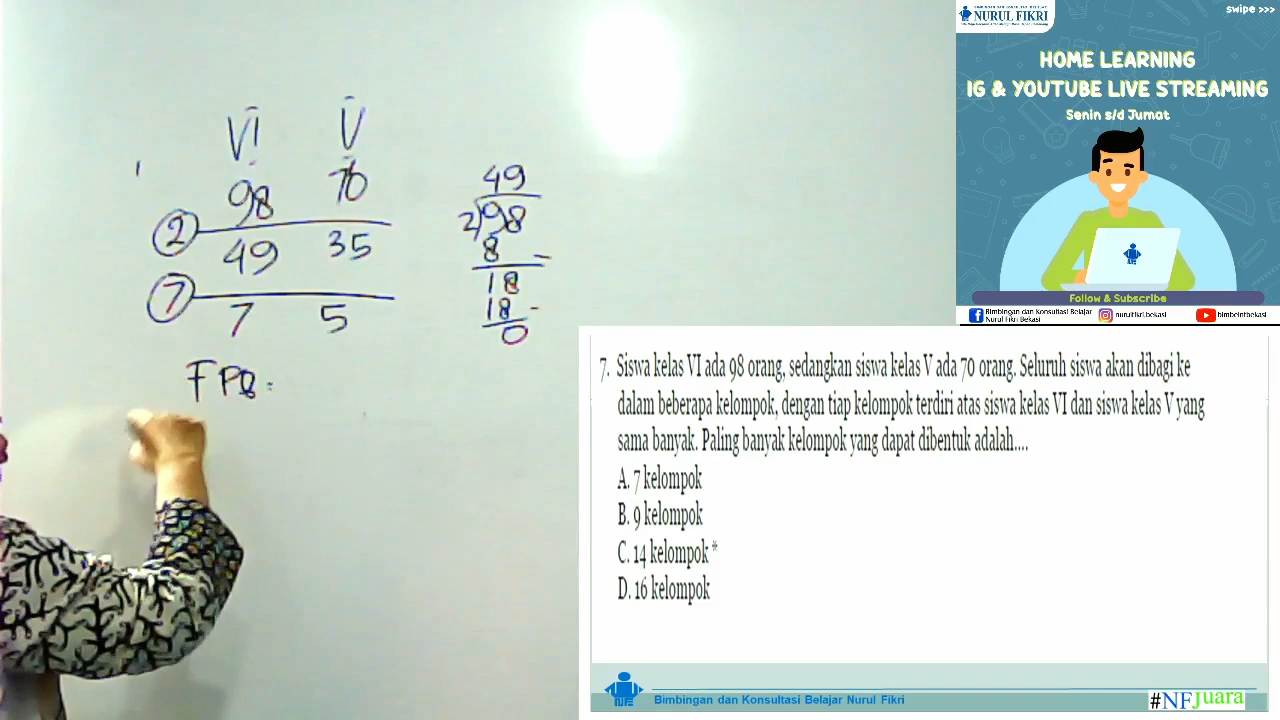 VI V
98 70
2
49 35
7
7 5
FPB =
49
2 98
8 -
18
18 -
0
BIMBINGAN DAN KONSULTASI BELAJAR
NURUL FIKRI
swipe >>>
HOME LEARNING
IG & YOUTUBE LIVE STREAMING
Senin s/d Jumat
Follow & Subscribe
Bimbingan dan Konsultasi Belajar
Nurul Fikri Bekasi
nurulfikri.bekasi
bimbelnfbekasi
7. Siswa kelas VI ada 98 orang, sedangkan siswa kelas V ada 70 orang. Seluruh siswa akan dibagi ke
dalam beberapa kelompok, dengan tiap kelompok terdiri atas siswa kelas VI dan siswa kelas V yang
sama banyak. Paling banyak kelompok yang dapat dibentuk adalah....
A. 7 kelompok
B. 9 kelompok
C. 14 kelompok *
D. 16 kelompok
Bimbingan dan Konsultasi Belajar Nurul Fikri
#NFJuara